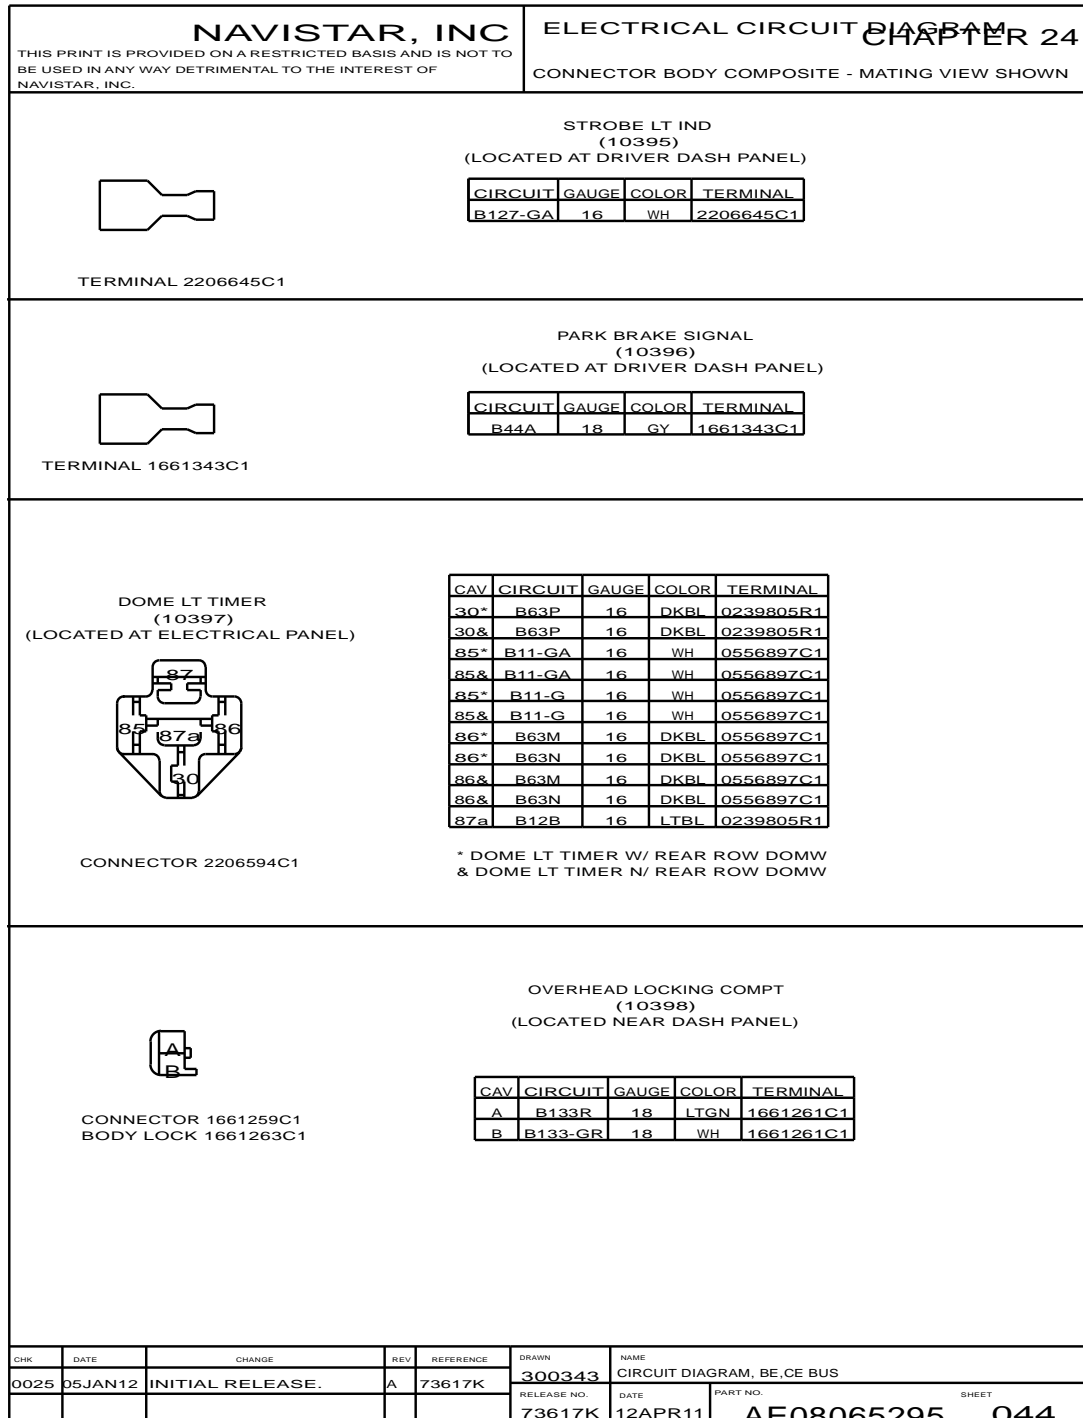 NAVISTAR, INC
THIS PRINT IS PROVIDED ON A RESTRICTED BASIS AND IS NOT TO
BE USED IN ANY WAY DETRIMENTAL TO THE INTEREST OF
NAVISTAR, INC.
ELECTRICAL CIRCUIT DIAGRAM
CHAPTER 24
CONNECTOR BODY COMPOSITE - MATING VIEW SHOWN
STROBE LT IND
(10395)
(LOCATED AT DRIVER DASH PANEL)
CIRCUIT GAUGE COLOR TERMINAL
B127-GA 16 WH 2206645C1
TERMINAL 2206645C1
PARK BRAKE SIGNAL
(10396)
(LOCATED AT DRIVER DASH PANEL)
CIRCUIT GAUGE COLOR TERMINAL
B44A 18 GY 1661343C1
TERMINAL 1661343C1
DOME LT TIMER
(10397)
(LOCATED AT ELECTRICAL PANEL)
87
85 87a 86
30
CONNECTOR 2206594C1
CAV CIRCUIT GAUGE COLOR TERMINAL
30* B63P 16 DKBL 0239805R1
30& B63P 16 DKBL 0239805R1
85* B11-GA 16 WH 0556897C1
85& B11-GA 16 WH 0556897C1
85* B11-G 16 WH 0556897C1
85& B11-G 16 WH 0556897C1
86* B63M 16 DKBL 0556897C1
86* B63N 16 DKBL 0556897C1
86& B63M 16 DKBL 0556897C1
86& B63N 16 DKBL 0556897C1
87a B12B 16 LTBL 0239805R1
* DOME LT TIMER W/ REAR ROW DOMW
& DOME LT TIMER N/ REAR ROW DOMW
OVERHEAD LOCKING COMPT
(10398)
(LOCATED NEAR DASH PANEL)
A
B
CONNECTOR 1661259C1
BODY LOCK 1661263C1
CAV CIRCUIT GAUGE COLOR TERMINAL
A B133R 18 LTGN 1661261C1
B B133-GR 18 WH 1661261C1
CHK DATE CHANGE REV REFERENCE
0025 05JAN12 INITIAL RELEASE. A 73617K
DRAWN
300343
NAME
CIRCUIT DIAGRAM, BE,CE BUS
RELEASE NO.
73617K
DATE
12APR11
PART NO.
AE08065295
SHEET
044